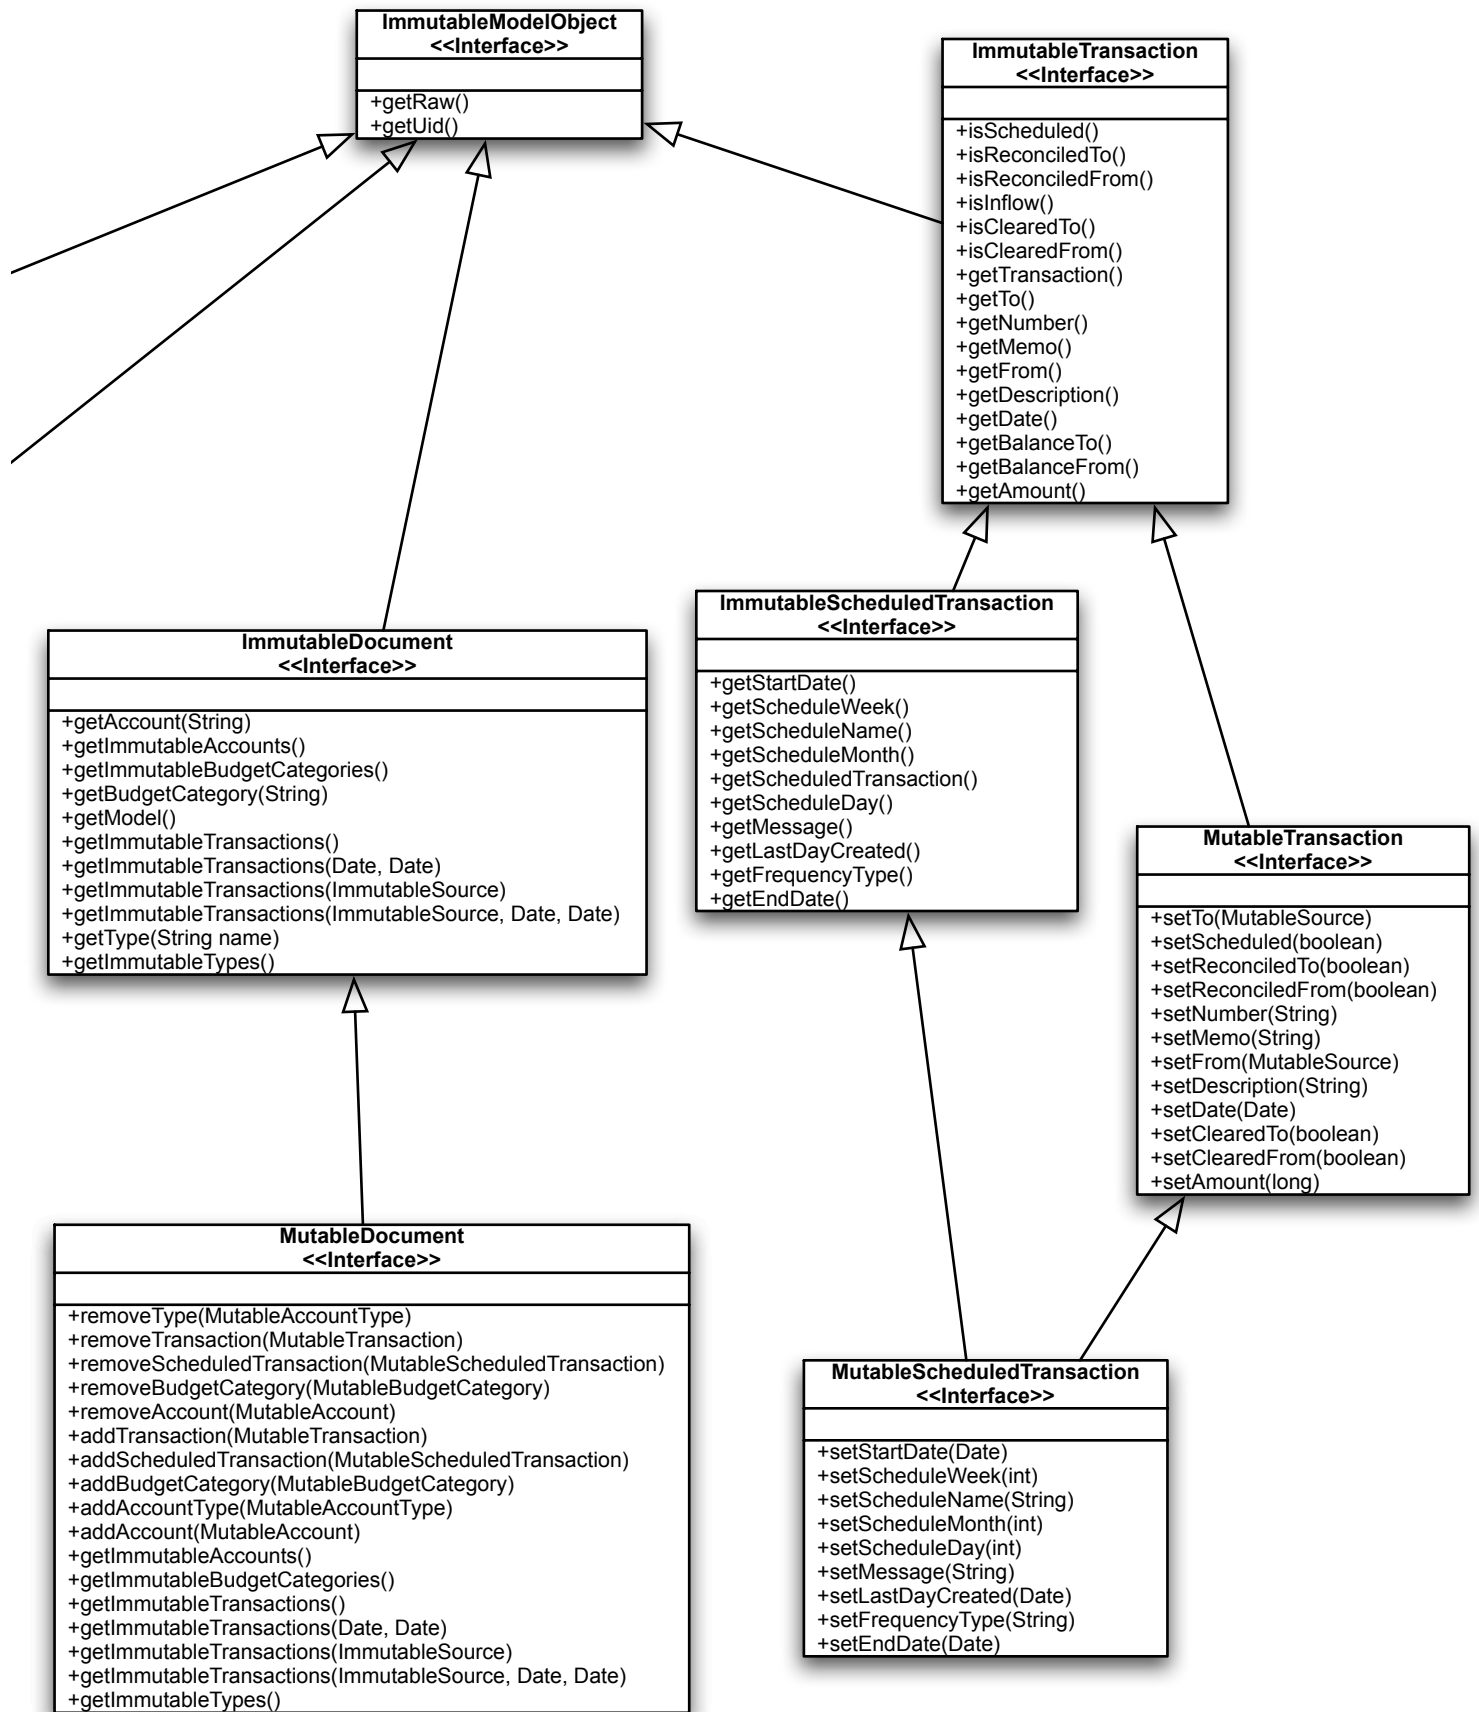 ImmutableModelObject
<<Interface>>
+getRaw()
+getUid()
ImmutableTransaction
<<Interface>>
+isScheduled()
+isReconciledTo()
+isReconciledFrom()
+isInflow()
+isClearedTo()
+isClearedFrom()
+getTransaction()
+getTo()
+getNumber()
+getMemo()
+getFrom()
+getDescription()
+getDate()
+getBalanceTo()
+getBalanceFrom()
+getAmount()
ImmutableScheduledTransaction
<<Interface>>
+getStartDate()
+getScheduleWeek()
+getScheduleName()
+getScheduleMonth()
+getScheduledTransaction()
+getScheduleDay()
+getMessage()
+getLastDayCreated()
+getFrequencyType()
+getEndDate()
ImmutableDocument
<<Interface>>
+getAccount(String)
+getImmutableAccounts()
+getImmutableBudgetCategories()
+getBudgetCategory(String)
+getModel()
+getImmutableTransactions()
+getImmutableTransactions(Date, Date)
+getImmutableTransactions(ImmutableSource)
+getImmutableTransactions(ImmutableSource, Date, Date)
+getType(String name)
+getImmutableTypes()
MutableTransaction
<<Interface>>
+setTo(MutableSource)
+setScheduled(boolean)
+setReconciledTo(boolean)
+setReconciledFrom(boolean)
+setNumber(String)
+setMemo(String)
+setFrom(MutableSource)
+setDescription(String)
+setDate(Date)
+setClearedTo(boolean)
+setClearedFrom(boolean)
+setAmount(long)
MutableDocument
<<Interface>>
+removeType(MutableAccountType)
+removeTransaction(MutableTransaction)
+removeScheduledTransaction(MutableScheduledTransaction)
+removeBudgetCategory(MutableBudgetCategory)
+removeAccount(MutableAccount)
+addTransaction(MutableTransaction)
+addScheduledTransaction(MutableScheduledTransaction)
+addBudgetCategory(MutableBudgetCategory)
+addAccountType(MutableAccountType)
+addAccount(MutableAccount)
+getImmutableAccounts()
+getImmutableBudgetCategories()
+getImmutableTransactions()
+getImmutableTransactions(Date, Date)
+getImmutableTransactions(ImmutableSource)
+getImmutableTransactions(ImmutableSource, Date, Date)
+getImmutableTypes()
MutableScheduledTransaction
<<Interface>>
+setStartDate(Date)
+setScheduleWeek(int)
+setScheduleName(String)
+setScheduleMonth(int)
+setScheduleDay(int)
+setMessage(String)
+setLastDayCreated(Date)
+setFrequencyType(String)
+setEndDate(Date)